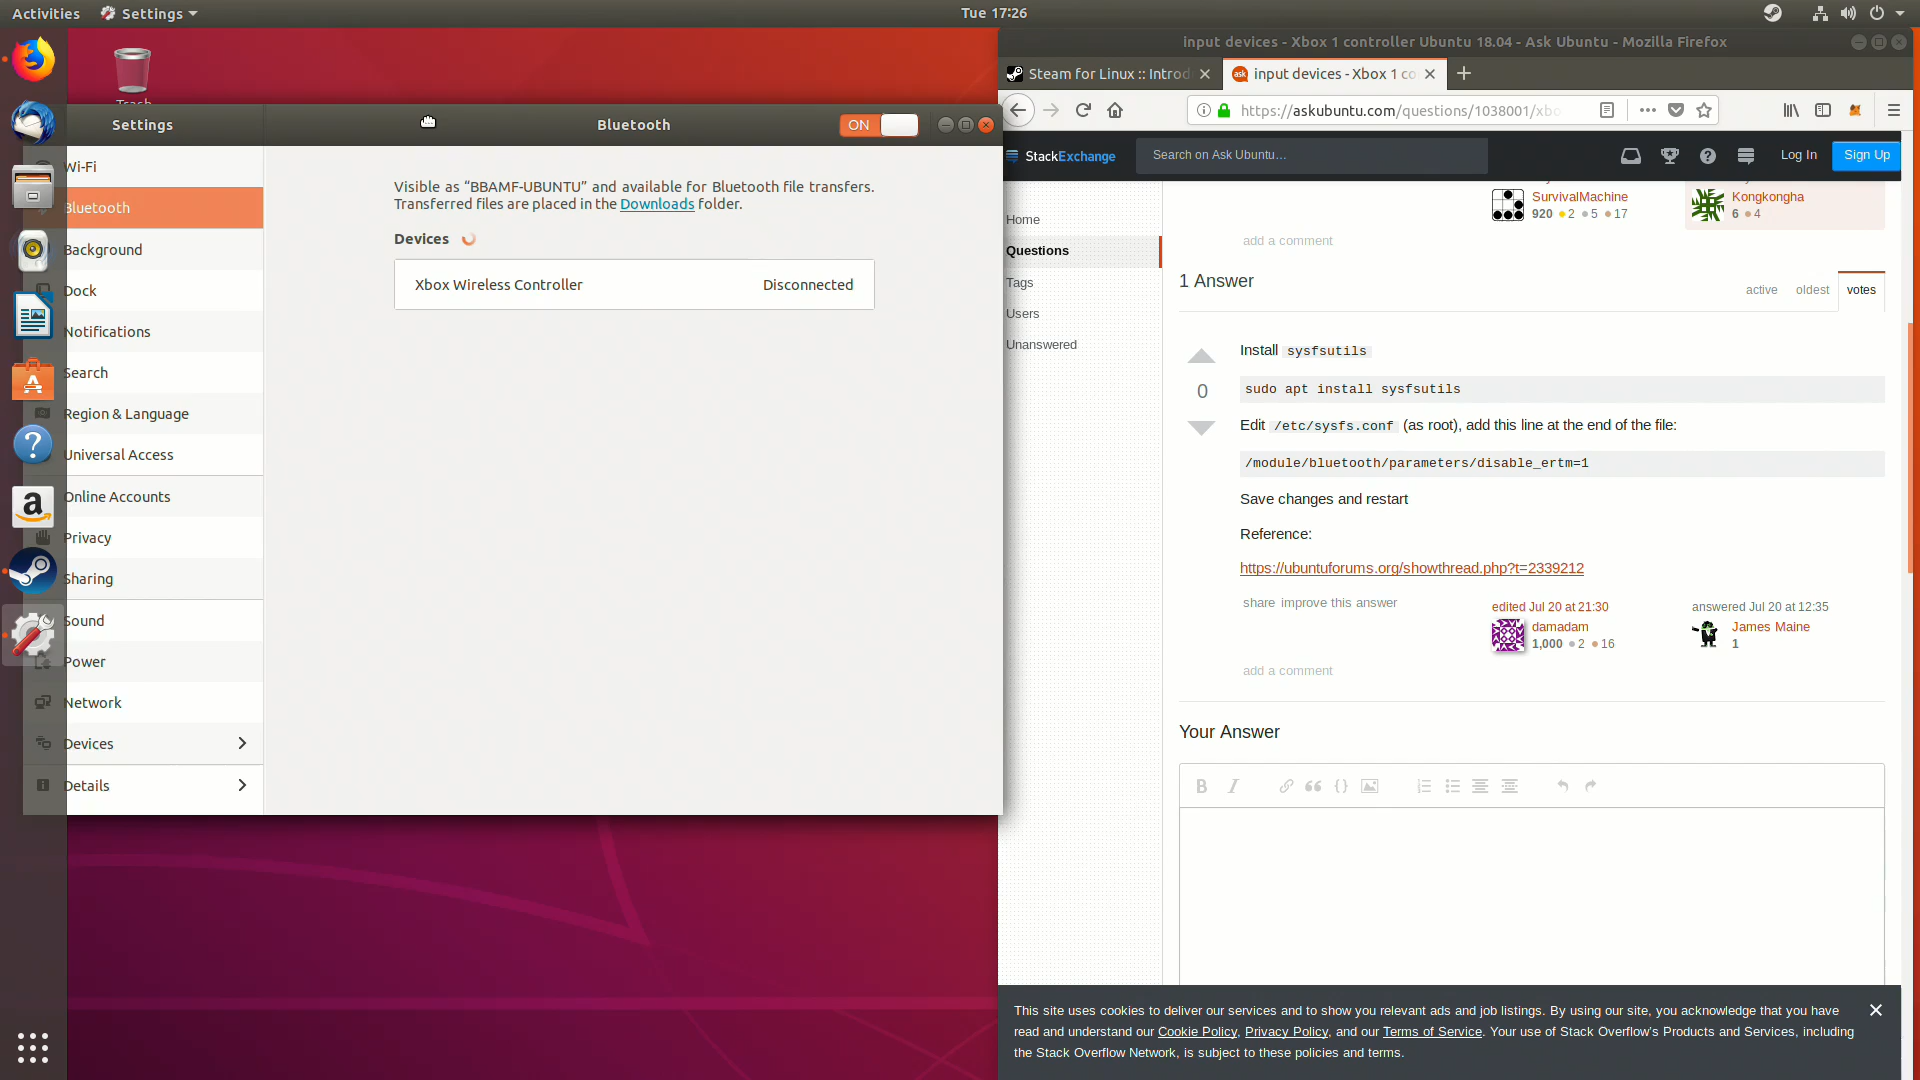 Activities
Settings
Tue 17:26
Settings
Bluetooth
ON
Wi-Fi
Bluetooth
Background
Dock
Notifications
Search
Region & Language
Universal Access
Online Accounts
Privacy
Sharing
Sound
Power
Network
Devices
Details
Visible as “BBAMF-UBUNTU” and available for Bluetooth file transfers.
Transferred files are placed in the Downloads folder.
Devices
Xbox Wireless Controller Disconnected
input devices - Xbox 1 controller Ubuntu 18.04 - Ask Ubuntu - Mozilla Firefox
Steam for Linux :: Introd
ask input devices - Xbox 1 co
https://askubuntu.com/questions/1038001/xbo
StackExchange
Search on Ask Ubuntu…
Log In
Sign Up
Home
Questions
Tags
Users
Unanswered
SurvivalMachine
920 2 5 17
Kongkongha
6 4
add a comment
1 Answer
active oldest votes
0
Install sysfsutils
sudo apt install sysfsutils
Edit /etc/sysfs.conf (as root), add this line at the end of the file:
/module/bluetooth/parameters/disable_ertm=1
Save changes and restart
Reference:
https://ubuntuforums.org/showthread.php?t=2339212
share improve this answer
edited Jul 20 at 21:30
damadam
1,000 2 16
answered Jul 20 at 12:35
James Maine
1
add a comment
Your Answer
This site uses cookies to deliver our services and to show you relevant ads and job listings. By using our site, you acknowledge that you have
read and understand our Cookie Policy, Privacy Policy, and our Terms of Service. Your use of Stack Overflow’s Products and Services, including
the Stack Overflow Network, is subject to these policies and terms.